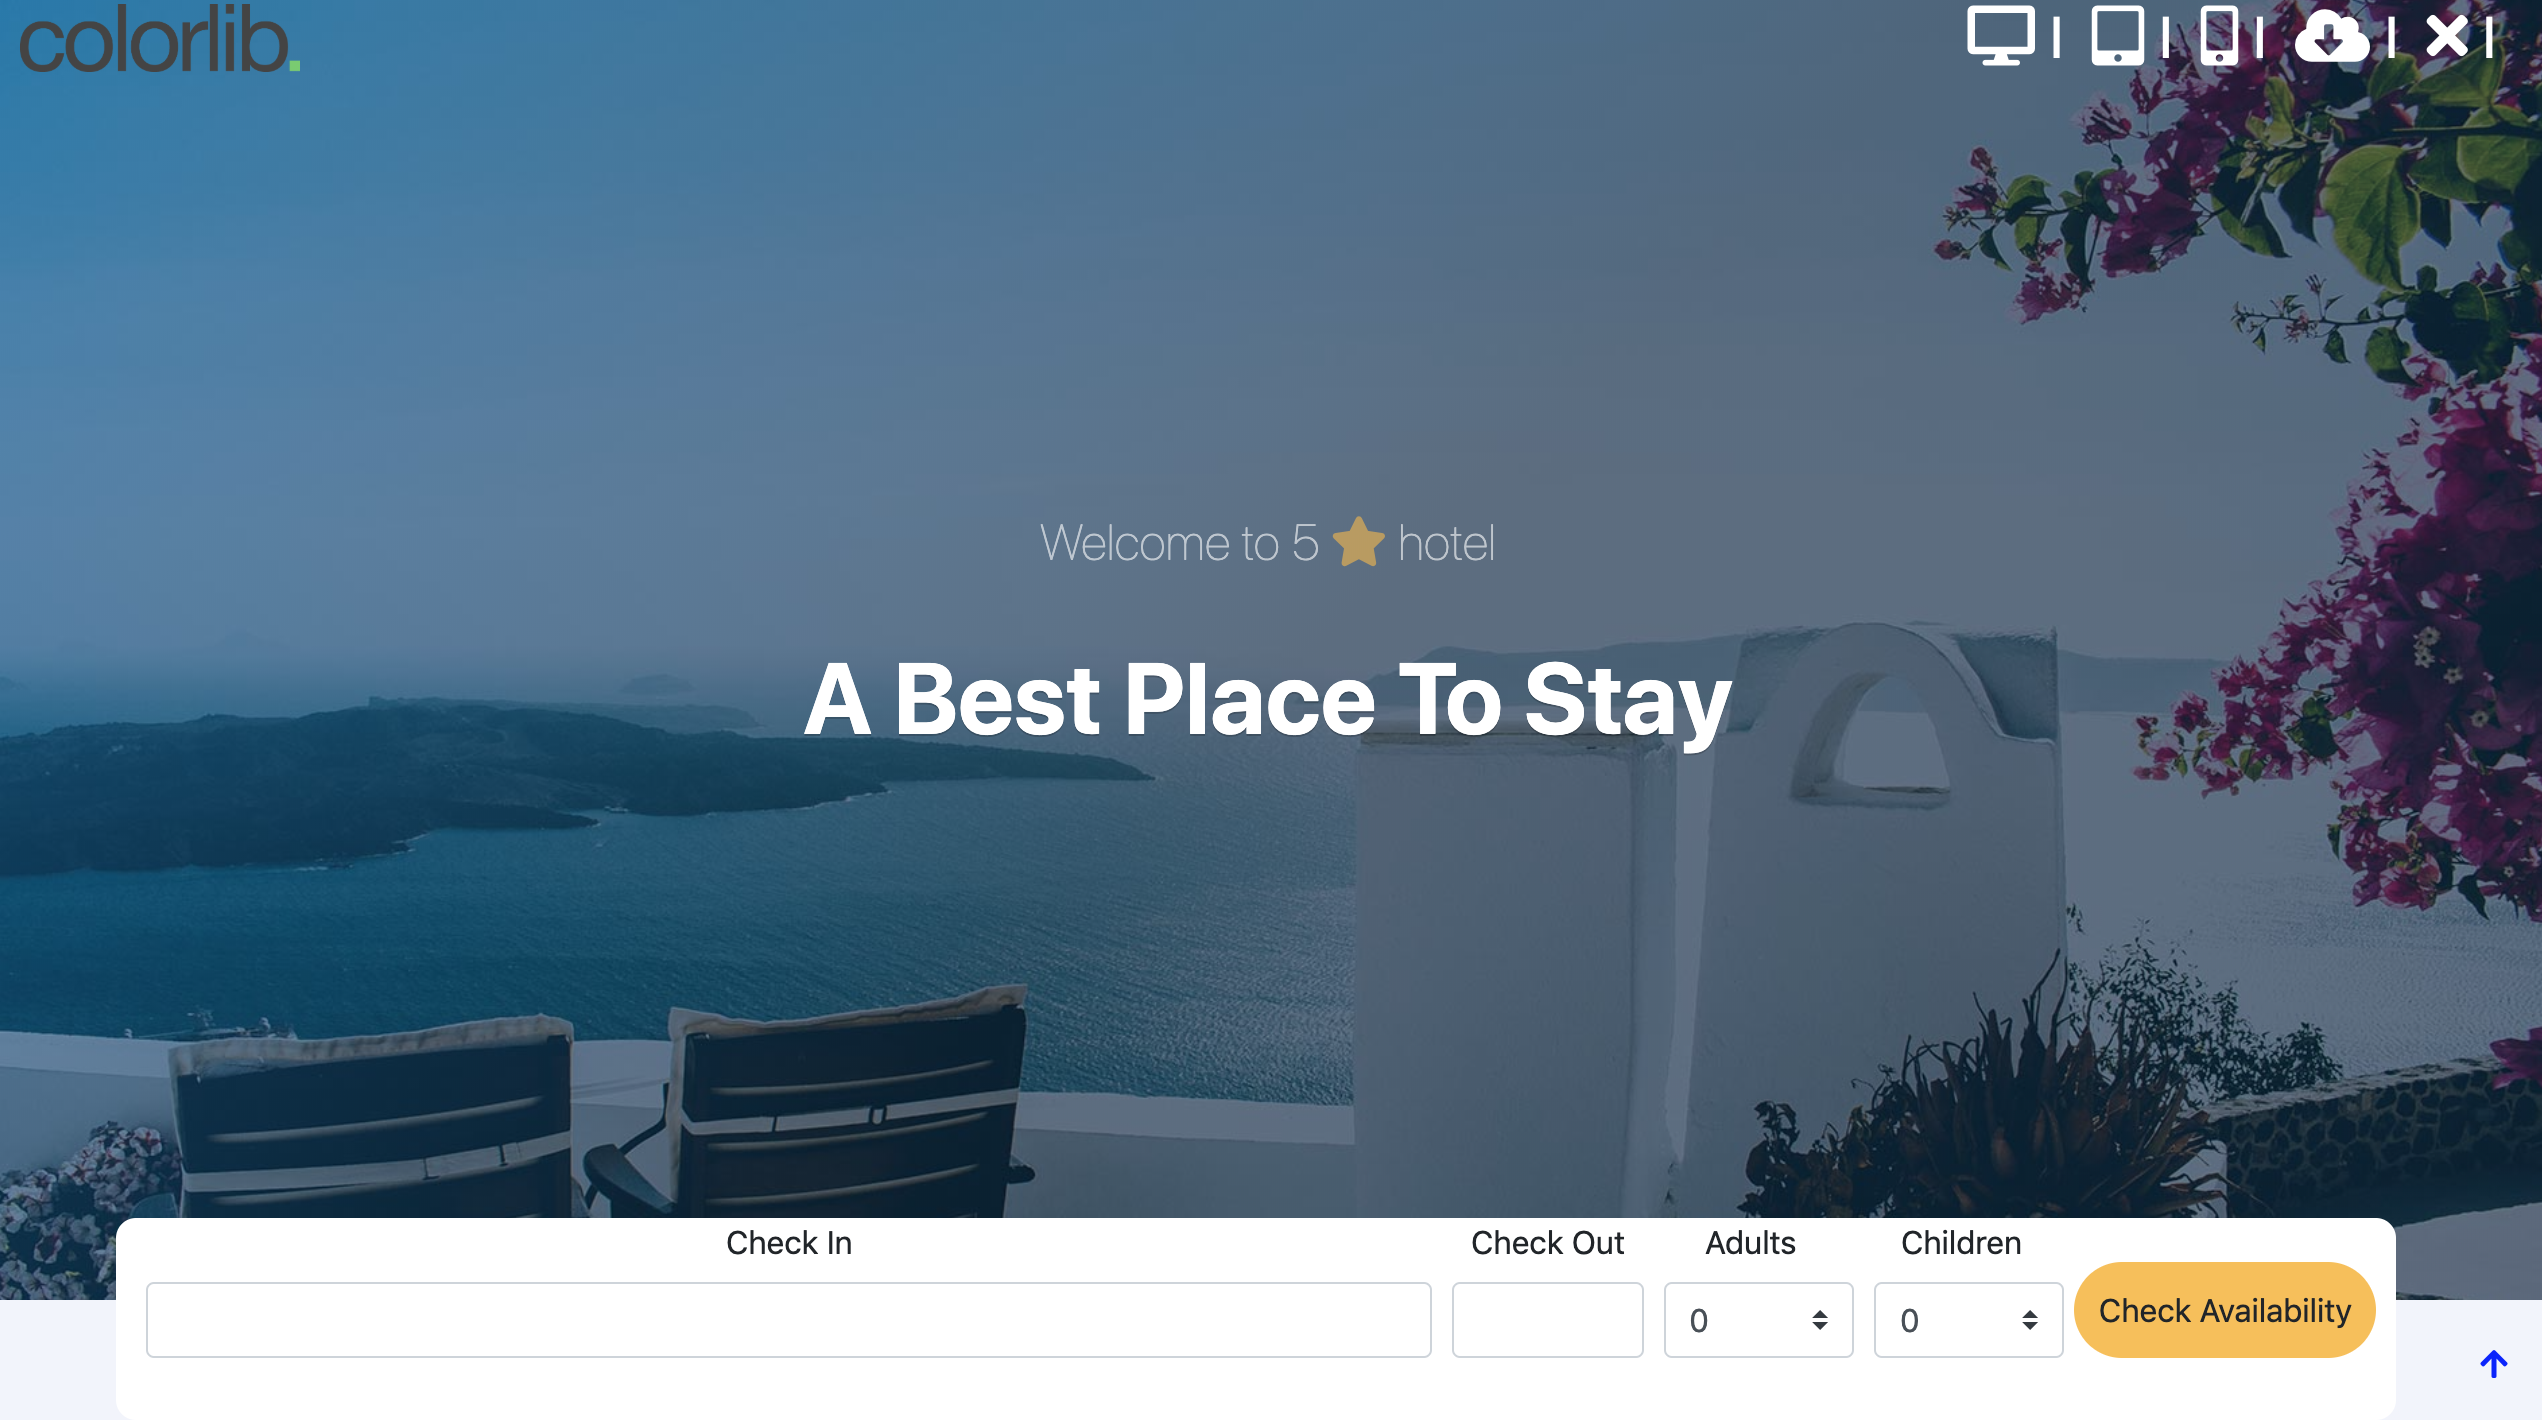 colorlib.
Welcome to 5 hotel
A Best Place To Stay
Check In
Check Out
Adults
Children
0
0
Check Availability